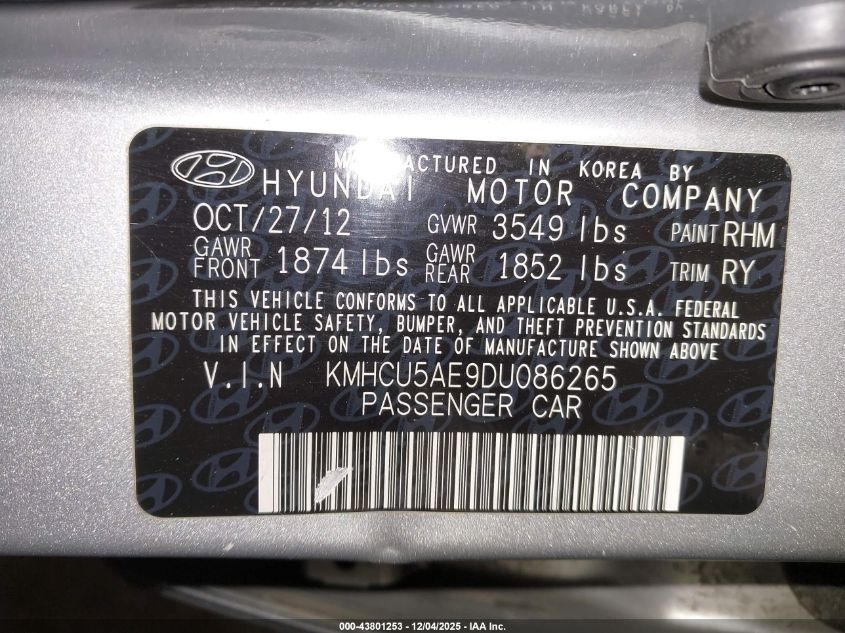 MANUFACTURED IN KOREA BY
HYUNDAI MOTOR COMPANY
OCT/27/12 GVWR 3549 lbs PAINT RHM
GAWR FRONT 1874 lbs GAWR REAR 1852 lbs TRIM RY
THIS VEHICLE CONFORMS TO ALL APPLICABLE U.S.A. FEDERAL
MOTOR VEHICLE SAFETY, BUMPER, AND THEFT PREVENTION STANDARDS
IN EFFECT ON THE DATE OF MANUFACTURE SHOWN ABOVE
V.I.N KMHCU5AE9DU086265
PASSENGER CAR
000-43801253 - 12/04/2025 - IAA Inc.